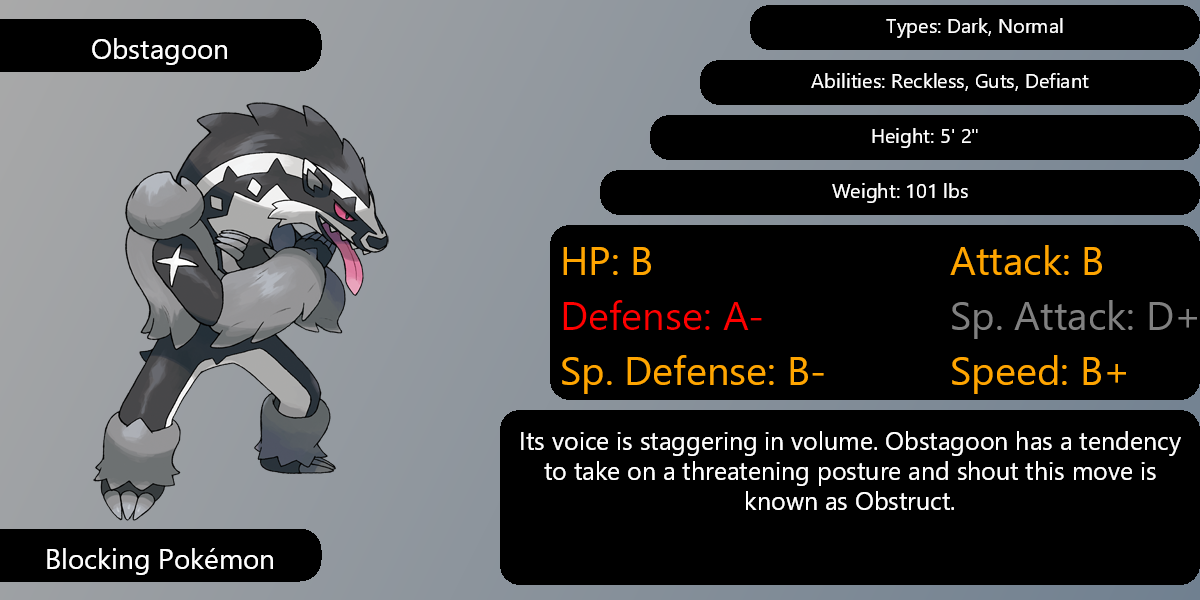 Obstagoon
Types: Dark, Normal
Abilities: Reckless, Guts, Defiant
Height: 5' 2"
Weight: 101 lbs
HP: B
Attack: B
Defense: A-
Sp. Attack: D+
Sp. Defense: B-
Speed: B+
Its voice is staggering in volume. Obstagoon has a tendency
to take on a threatening posture and shout this move is
known as Obstruct.
Blocking Pokémon